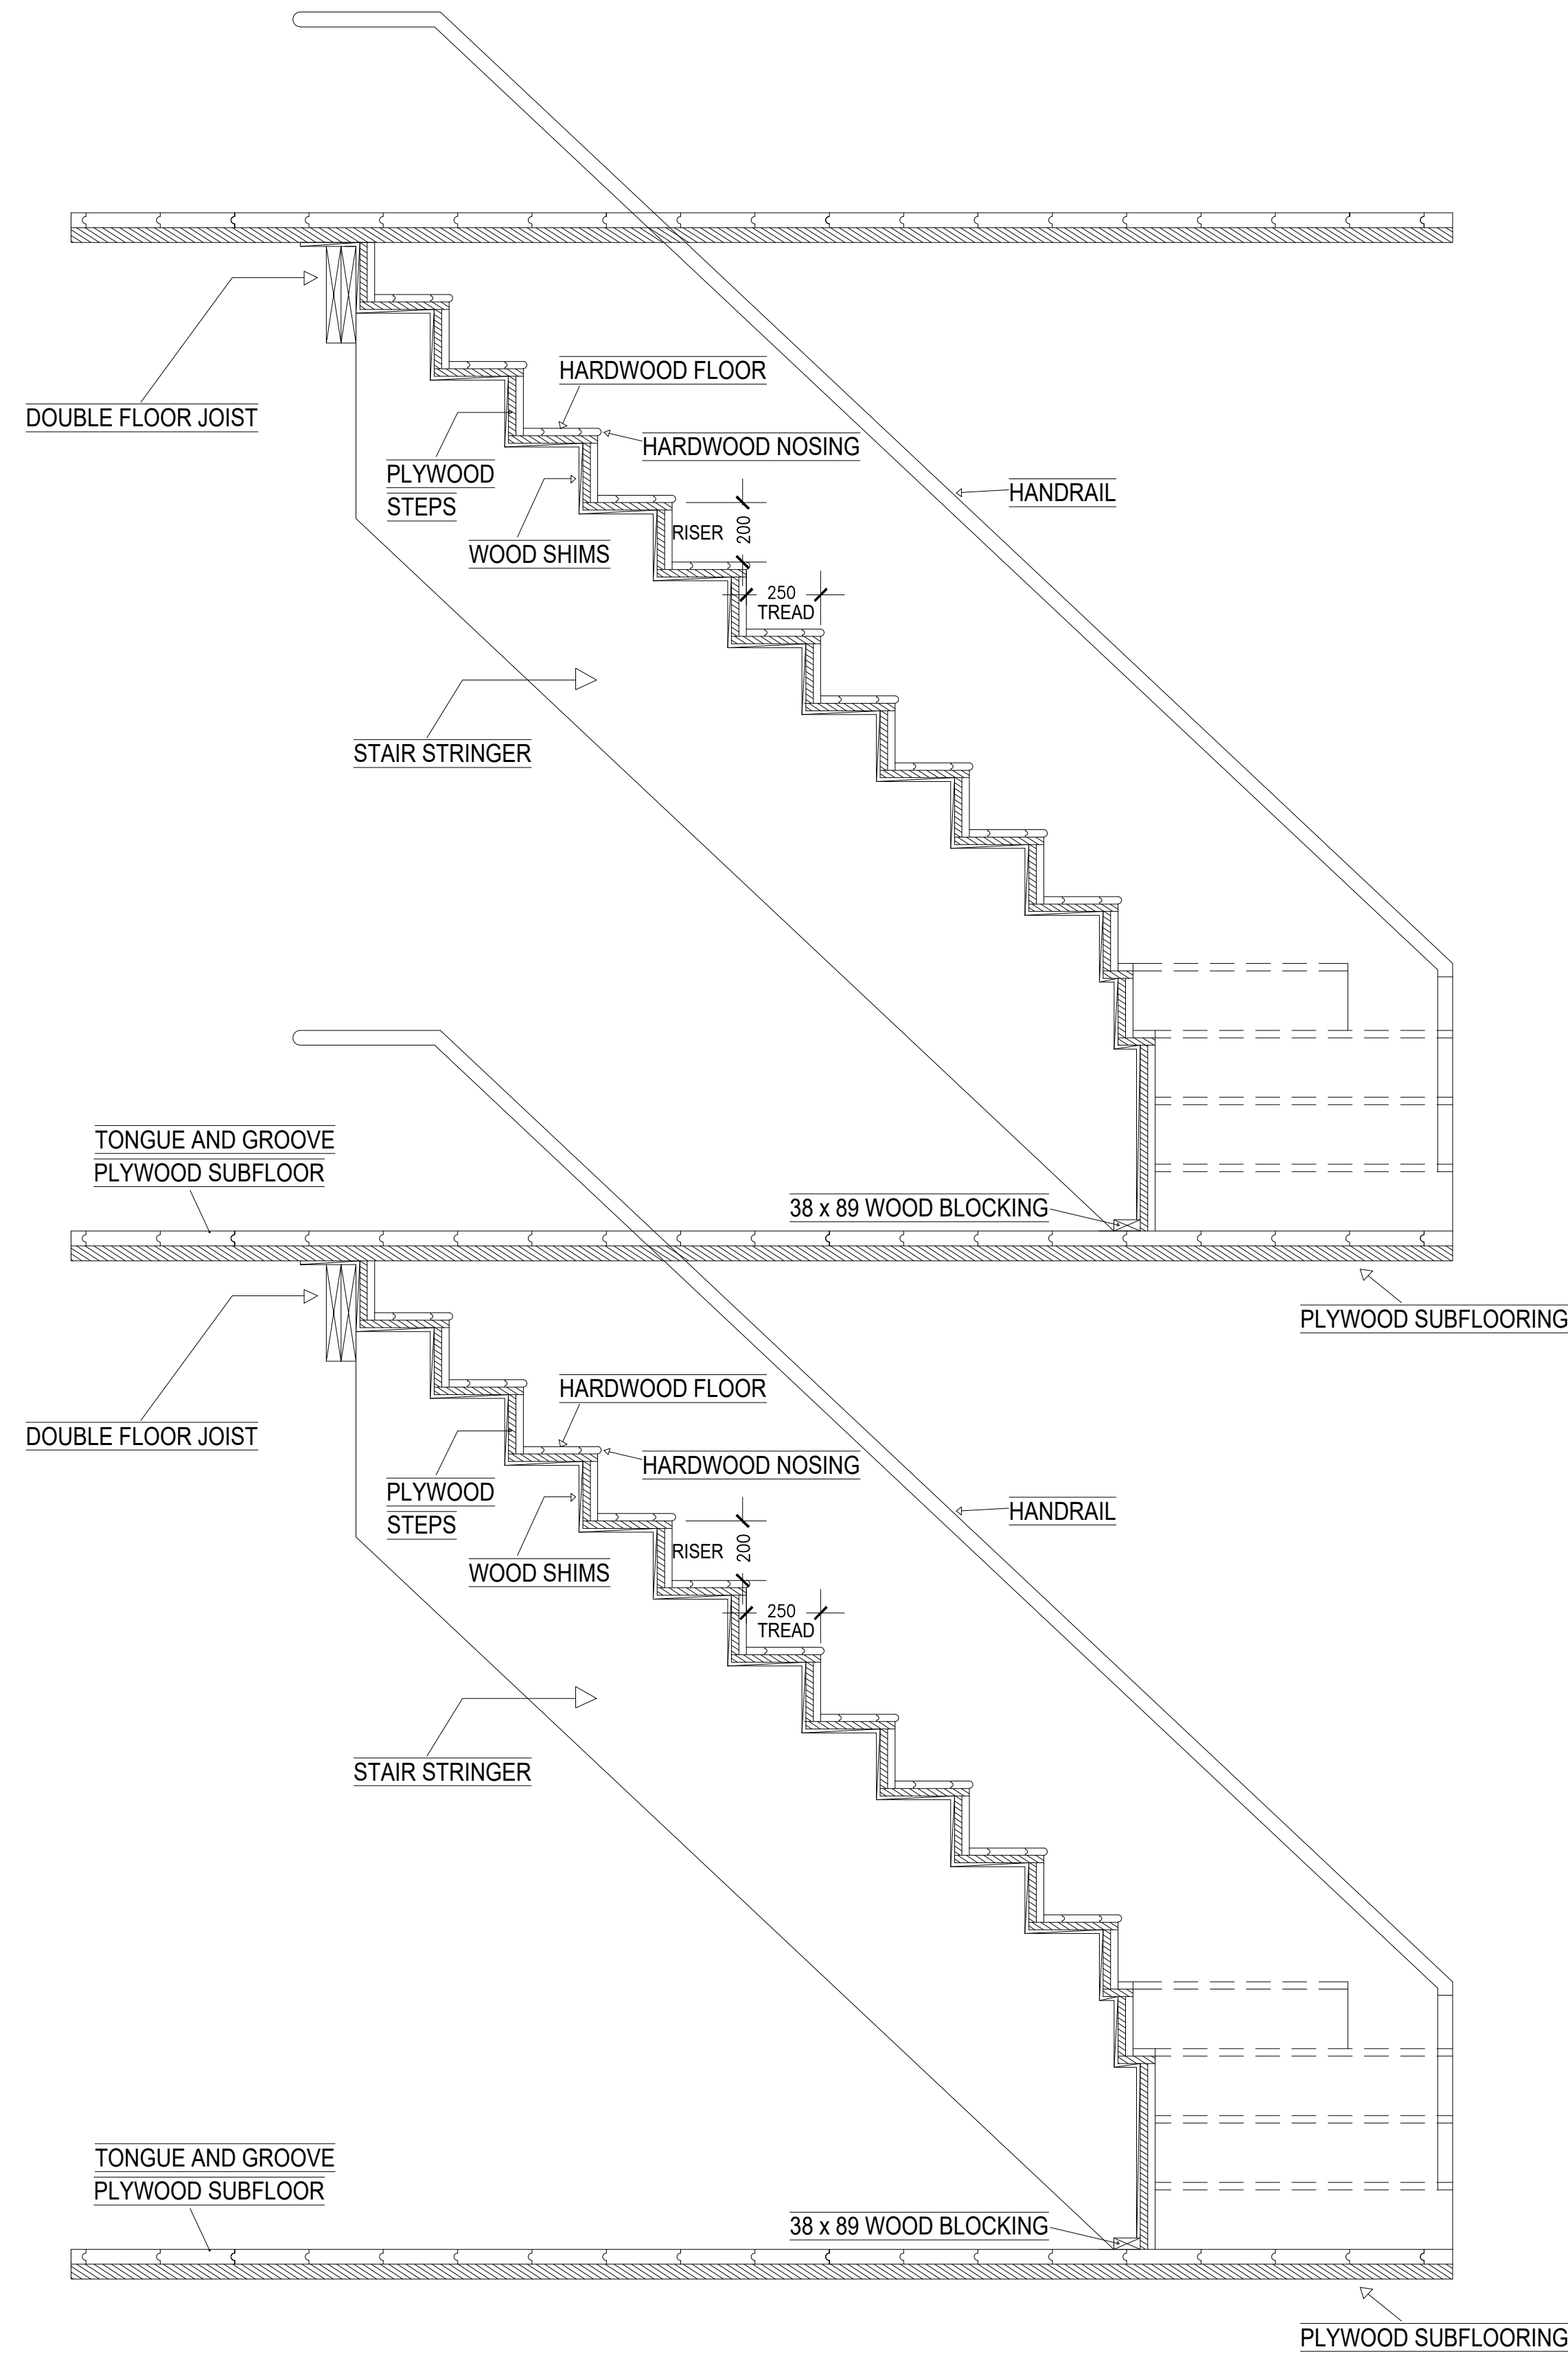 DOUBLE FLOOR JOIST
HARDWOOD FLOOR
HARDWOOD NOSING
PLYWOOD
STEPS
HANDRAIL
WOOD SHIMS
RISER
200
250
TREAD
STAIR STRINGER
TONGUE AND GROOVE
PLYWOOD SUBFLOOR
38 x 89 WOOD BLOCKING
PLYWOOD SUBFLOORING
DOUBLE FLOOR JOIST
HARDWOOD FLOOR
HARDWOOD NOSING
PLYWOOD
STEPS
HANDRAIL
WOOD SHIMS
RISER
200
250
TREAD
STAIR STRINGER
TONGUE AND GROOVE
PLYWOOD SUBFLOOR
38 x 89 WOOD BLOCKING
PLYWOOD SUBFLOORING